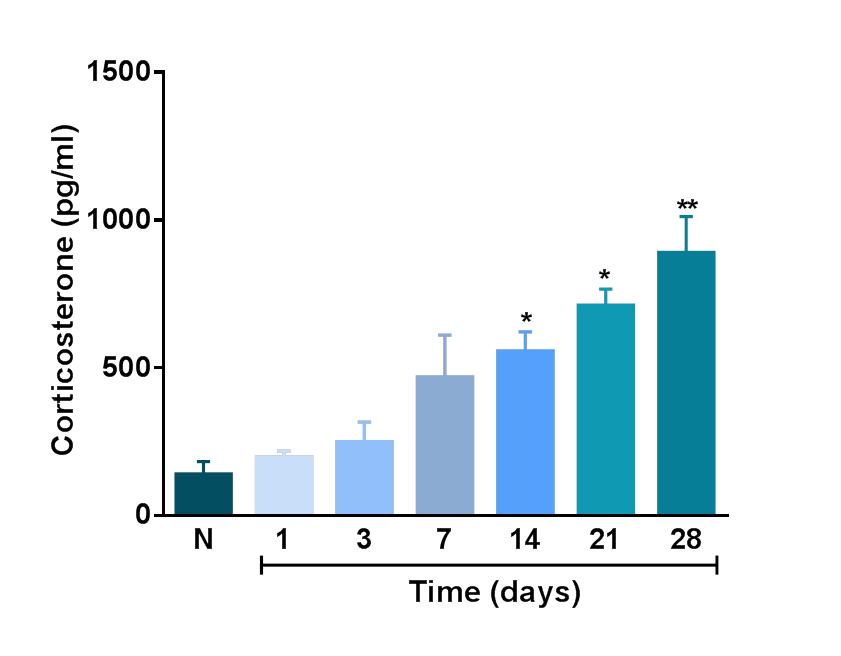 Corticosterone (pg/ml)
1500
1000
500
0
**
*
*
N 1 3 7 14 21 28
Time (days)